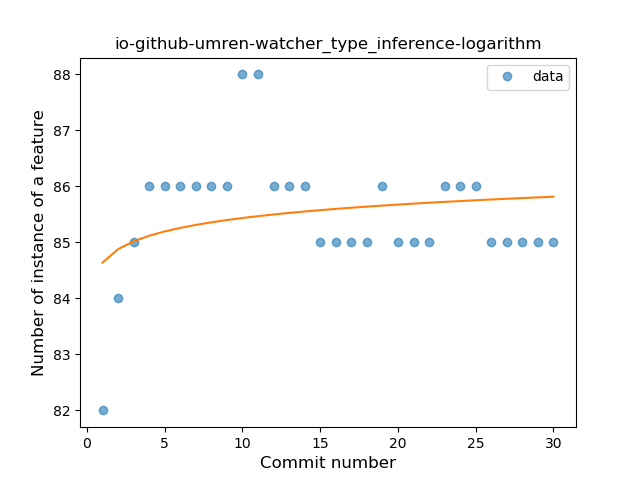 io-github-umren-watcher_type_inference-logarithm
data
Number of instance of a feature
88
87
86
85
84
83
82
0 5 10 15 20 25 30
Commit number